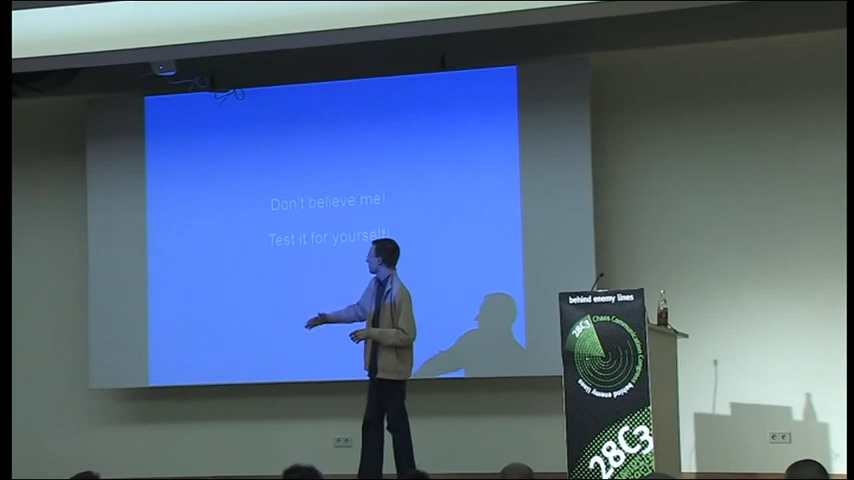 Don't believe me!
Test it for yourself!
behind enemy lines
28C3
Chaos Communication Congress
behind enemy lines
28C3